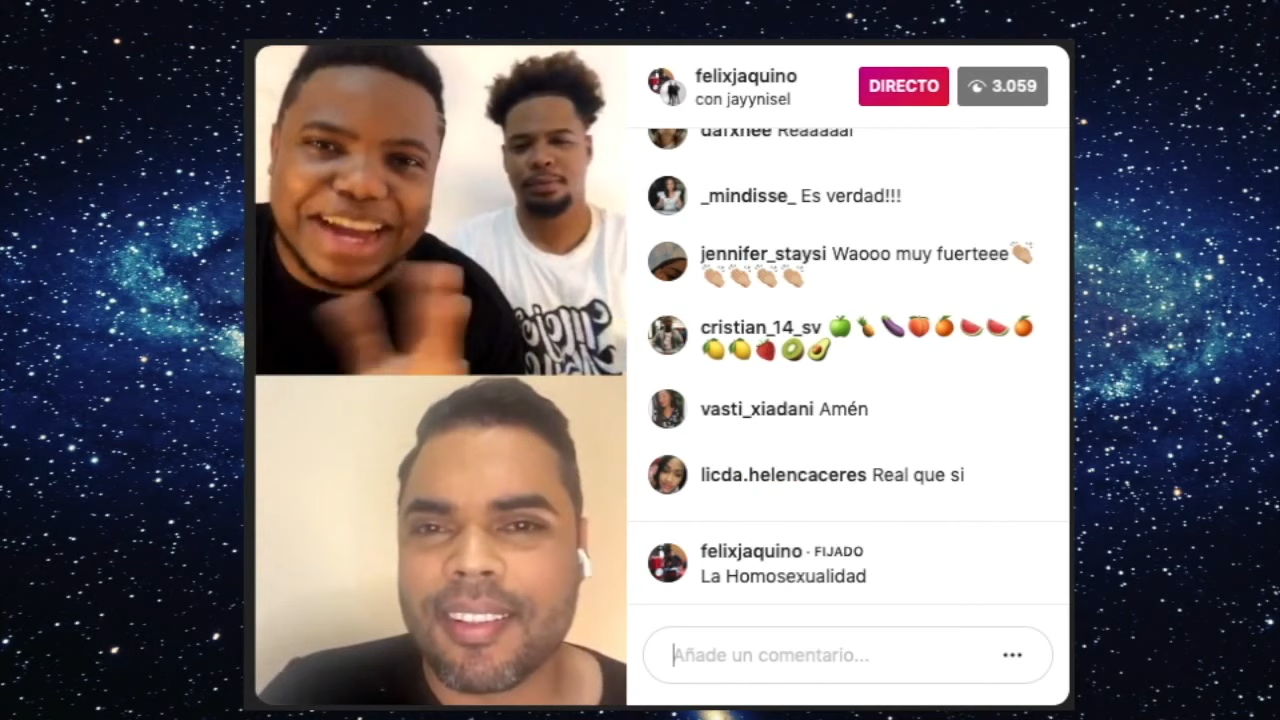 felixjaquino
con jayynisel
DIRECTO
3.059
Reaaaaal
_mindisse_ Es verdad!!!
jennifer_staysi Waooo muy fuerteee👏🏼
👏🏼👏🏼👏🏼👏🏼
cristian_14_sv 🍏🍍🍆🍑🍊🍉🍉🍊
🍋🍋🍓🥝🥑
vasti_xiadani Amén
licda.helencaceres Real que si
felixjaquino · FIJADO
La Homosexualidad
Añade un comentario...